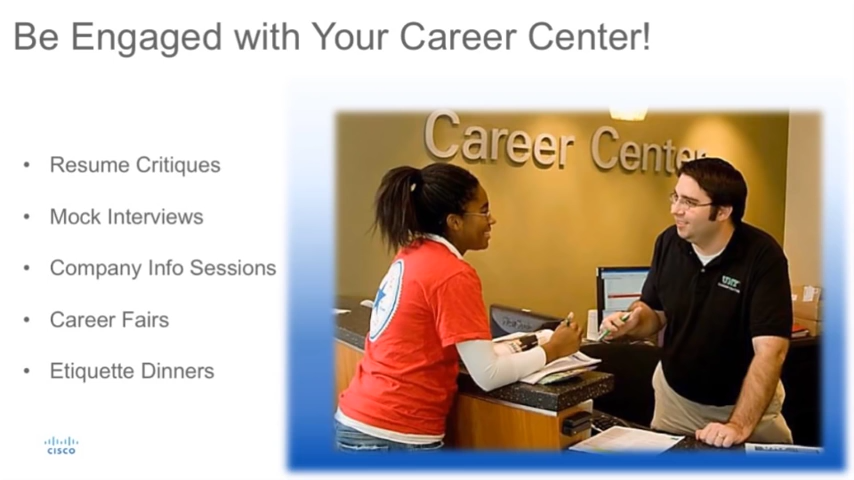 Be Engaged with Your Career Center!
Career Center
• Resume Critiques
• Mock Interviews
• Company Info Sessions
• Career Fairs
• Etiquette Dinners
UNT
CISCO